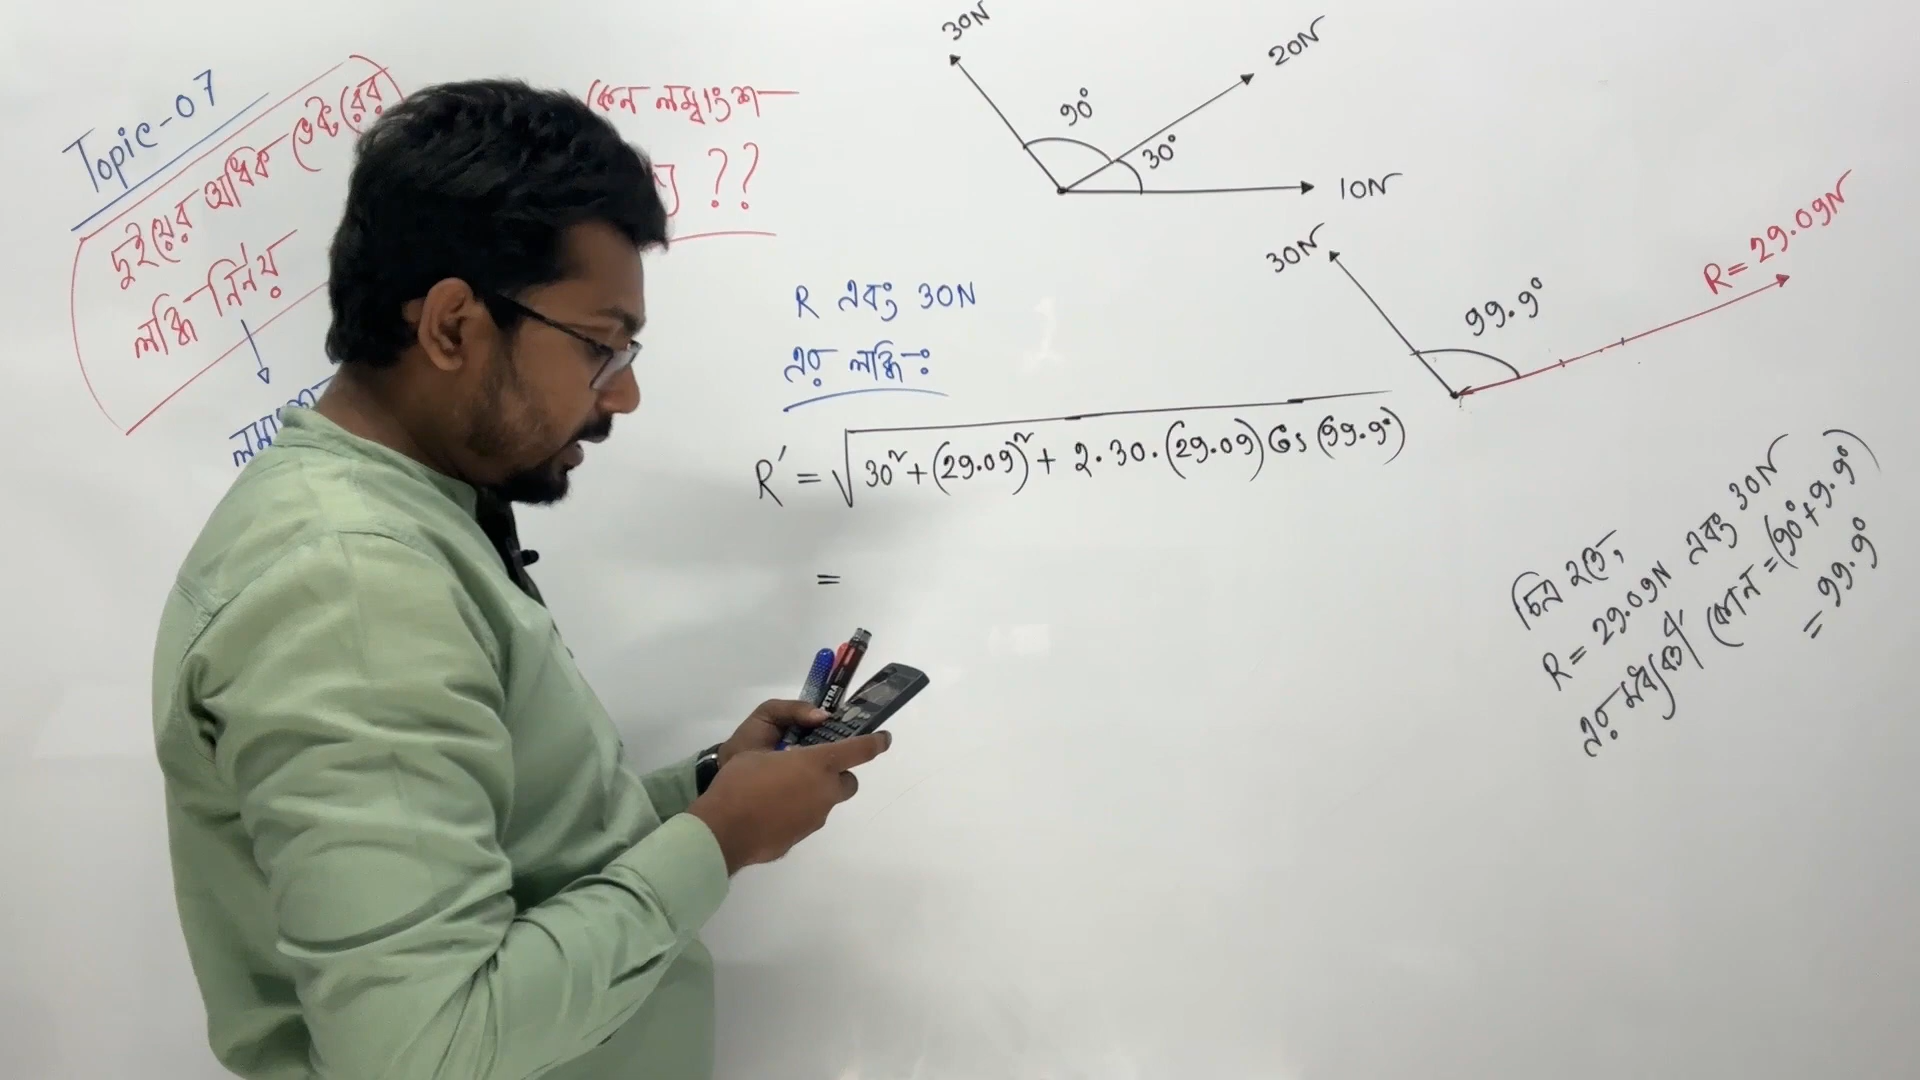 Topic-07
দুইয়ের অধিক ভেক্টরের
লব্ধি নির্নয়
কেন লম্বাংশ
??
30N
20N
90°
30°
10N
R এবং 30N
এর লব্ধিঃ
30N
99.9°
R = 29.09N
R' = √30² + (29.09)² + 2.30.(29.09) Cos (99.9°)
=
চিত্র হতে,
R = 29.09N এবং 30N
এর মধ্যবর্তী কোন = (90° + 9.9°)
= 99.9°